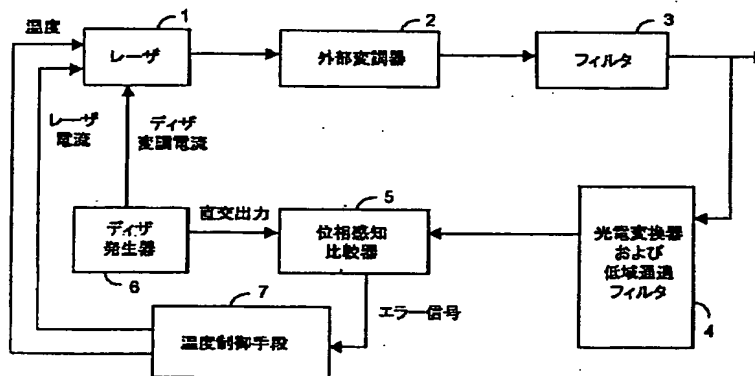 温度
1
レーザ
2
外部変調器
3
フィルタ
レーザ
電流
ディザ
変調電流
ディザ
発生器
6
直交出力
5
位相感知
比較器
光電変換器
および
低域通過
フィルタ
4
エラー信号
7
温度制御手段